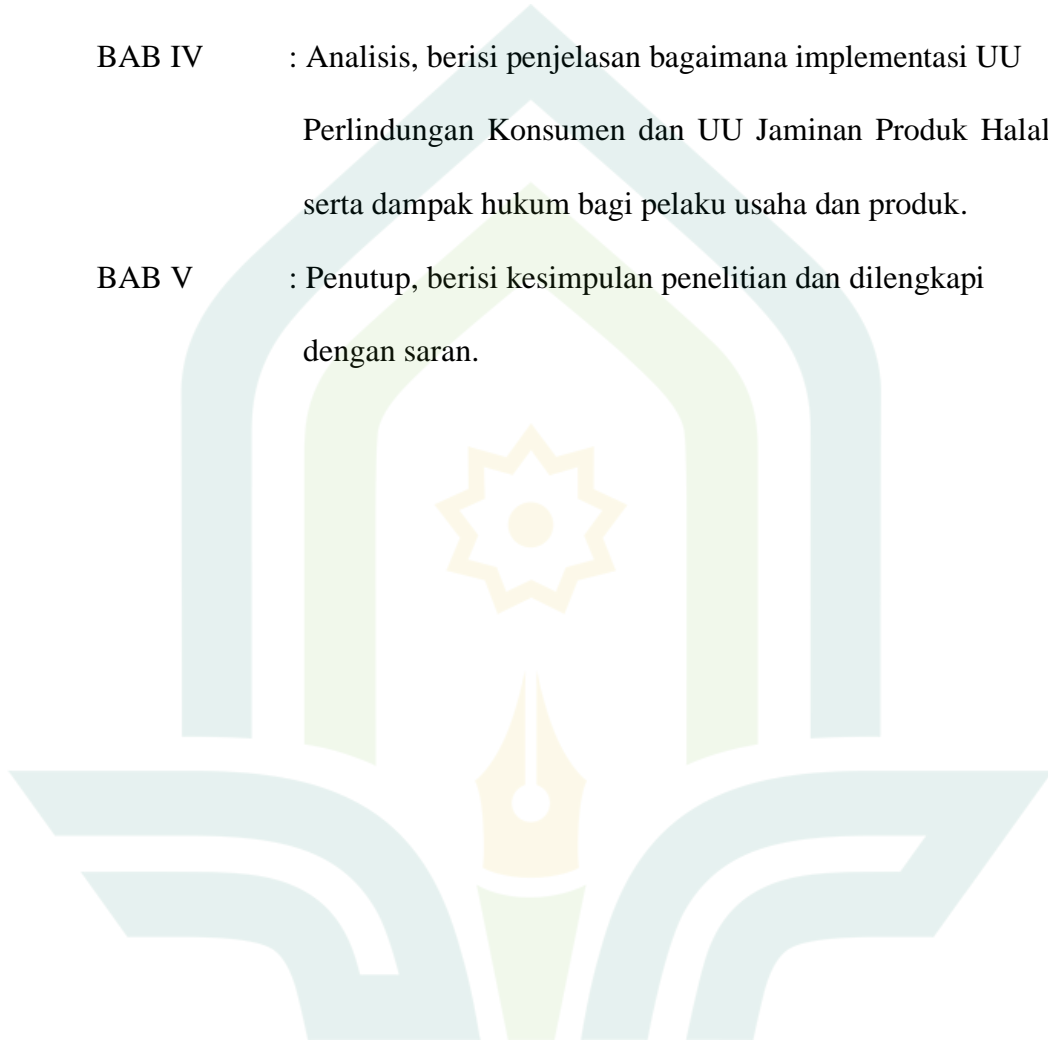 BAB IV : Analisis, berisi penjelasan bagaimana implementasi UU
Perlindungan Konsumen dan UU Jaminan Produk Halal
serta dampak hukum bagi pelaku usaha dan produk.
BAB V : Penutup, berisi kesimpulan penelitian dan dilengkapi
dengan saran.